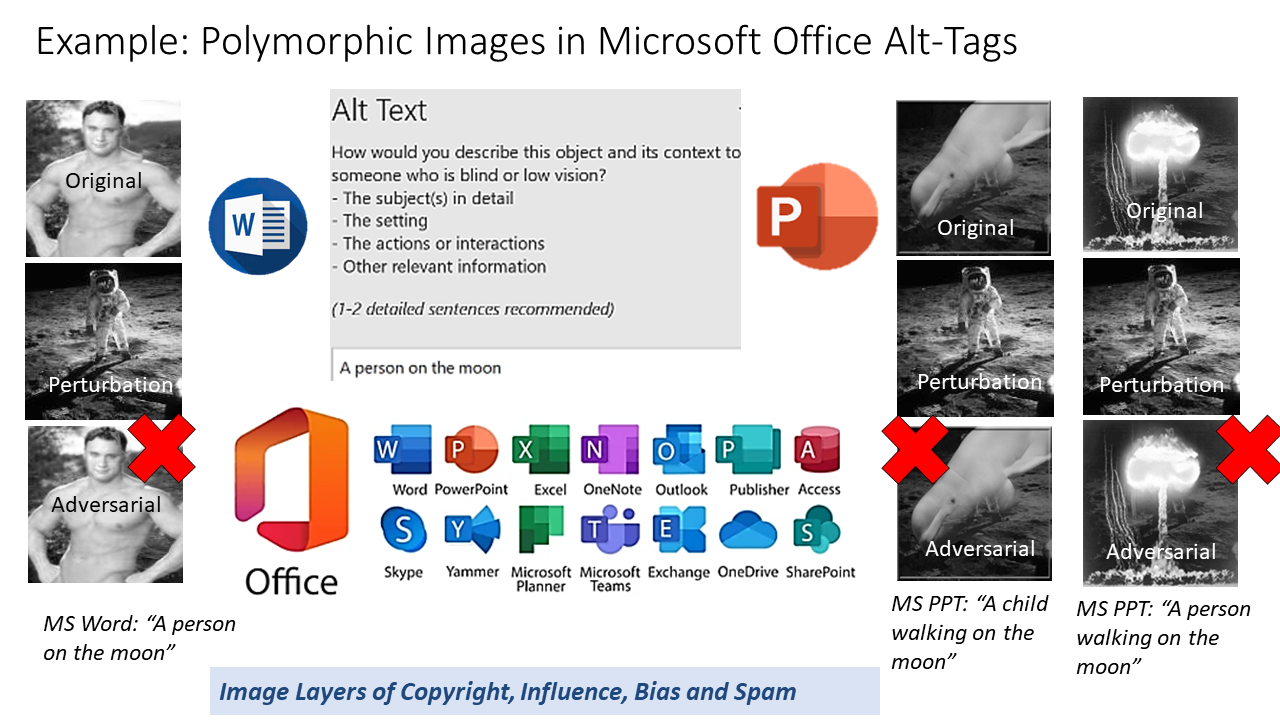 Example: Polymorphic Images in Microsoft Office Alt-Tags
Original
Perturbation
Adversarial
MS Word: “A person
on the moon”
W
Alt Text
How would you describe this object and its context to
someone who is blind or low vision?
- The subject(s) in detail
- The setting
- The actions or interactions
- Other relevant information
(1-2 detailed sentences recommended)
A person on the moon
P
Office
W P X N O P A
Word PowerPoint Excel OneNote Outlook Publisher Access
S Y T E S
Skype Yammer Microsoft Planner Microsoft Teams Exchange OneDrive SharePoint
Original
Perturbation
Adversarial
MS PPT: “A child
walking on the
moon”
Original
Perturbation
Adversarial
MS PPT: “A person
walking on the
moon”
Image Layers of Copyright, Influence, Bias and Spam